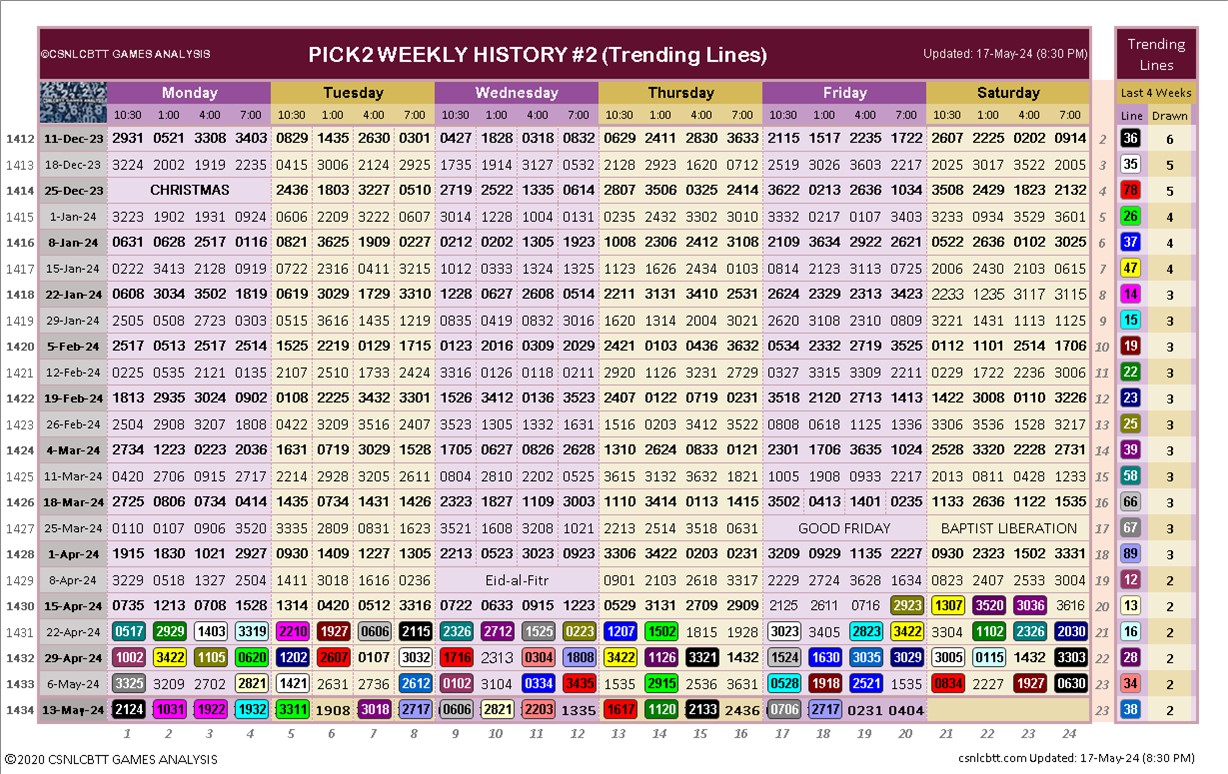 ©CSNLCBTT GAMES ANALYSIS PICK2 WEEKLY HISTORY #2 (Trending Lines) Updated: 17-May-24 (8:30 PM) Trending Lines
Monday Tuesday Wednesday Thursday Friday Saturday Last 4 Weeks
10:30 1:00 4:00 7:00 10:30 1:00 4:00 7:00 10:30 1:00 4:00 7:00 10:30 1:00 4:00 7:00 10:30 1:00 4:00 7:00 10:30 1:00 4:00 7:00 Line Drawn
1412 11-Dec-23 2931 0521 3308 3403 0829 1435 2630 0301 0427 1828 0318 0832 0629 2411 2830 3633 2115 1517 2235 1722 2607 2225 0202 0914 2 36 6
1413 18-Dec-23 3224 2002 1919 2235 0415 3006 2124 2925 1735 1914 3127 0532 2128 2923 1620 0712 2519 3026 3603 2217 2025 3017 3522 2005 3 35 5
1414 25-Dec-23 CHRISTMAS 2436 1803 3227 0510 2719 2522 1335 0614 2807 3506 0325 2414 3622 0213 2636 1034 3508 2429 1823 2132 4 78 5
1415 1-Jan-24 3223 1902 1931 0924 0606 2209 3222 0607 3014 1228 1004 0131 0235 2432 3302 3010 3332 0217 0107 3403 3233 0934 3529 3601 5 26 4
1416 8-Jan-24 0631 0628 2517 0116 0821 3625 1909 0227 0212 0202 1305 1923 1008 2306 2412 3108 2109 3634 2922 2621 0522 2636 0102 3025 6 37 4
1417 15-Jan-24 0222 3413 2128 0919 0722 2316 0411 3215 1012 0333 1324 1325 1123 1626 2434 0103 0814 2123 3113 0725 2006 2430 2103 0615 7 47 4
1418 22-Jan-24 0608 3034 3502 1819 0619 3029 1729 3311 1228 0627 2608 0514 2211 3131 3410 2531 2624 2329 2313 3423 2233 1235 3117 3115 8 14 3
1419 29-Jan-24 2505 0508 2723 0303 0515 3616 1435 1219 0835 0419 0832 3016 1620 1314 2004 3021 2620 3108 2310 0809 3221 1431 1113 1125 9 15 3
1420 5-Feb-24 2517 0513 2517 2514 1525 2219 0129 1715 0123 2016 0309 2029 2421 0103 0436 3632 0534 2332 2719 3525 0112 1101 2514 1706 10 19 3
1421 12-Feb-24 0225 0535 2121 0135 2107 2510 1733 2424 3316 0126 0118 0211 2920 1126 3231 2729 0327 3315 3309 2211 0229 1722 2236 3006 11 22 3
1422 19-Feb-24 1813 2935 3024 0902 0108 2225 3432 3301 1526 3412 0136 3523 2407 0122 0719 0231 3518 2120 2713 1413 1422 3008 0110 3226 12 23 3
1423 26-Feb-24 2504 2908 3207 1808 0422 3209 3516 2407 3523 1305 1332 1631 1516 0203 3412 3522 0808 0618 1125 1336 3306 3536 1528 3217 13 25 3
1424 4-Mar-24 2734 1223 0223 2036 1631 0719 3029 1521 1705 0627 0826 2628 1310 2624 0833 0121 2301 1706 3635 1024 2528 3320 2228 2731 14 39 3
1425 11-Mar-24 0420 2706 0915 2717 2214 2928 3205 2611 0804 2810 2202 0525 3615 3132 3632 1821 1005 1908 0933 2217 2013 0811 0428 1233 15 58 3
1426 18-Mar-24 2725 0806 0734 0414 1435 0734 1431 1426 2323 1827 1109 3003 1110 3414 0113 1415 3502 0413 1401 0235 1133 2636 1122 1535 16 66 3
1427 25-Mar-24 0110 0107 0906 3520 3335 2809 0831 1623 3521 1608 3208 1021 2213 2514 3518 0631 GOOD FRIDAY BAPTIST LIBERATION 17 67 3
1428 1-Apr-24 1915 1830 1021 2927 0930 1409 1227 1305 2213 0523 3023 0923 3306 3422 0203 0231 3209 0929 1135 2227 0930 2323 1502 3331 18 89 3
1429 8-Apr-24 3229 0518 1327 2504 1411 3018 1616 0236 Eid-al-Fitr 0901 2103 2618 3317 2229 2724 3628 1634 0823 2407 2533 3004 19 12 2
1430 15-Apr-24 0735 1213 0708 1528 1314 0420 0512 3316 0722 0633 0915 1223 0529 3131 2709 2909 2125 2611 0716 2923 1307 3520 3036 3616 20 13 2
1431 22-Apr-24 0517 2929 1403 3319 2210 1927 0606 2115 2326 2712 1525 0223 1207 1502 1815 1928 3023 3405 2823 3422 3304 1102 2326 2030 21 16 2
1432 29-Apr-24 1002 3422 1105 0620 1202 2607 0107 3032 1716 2313 0304 1808 3422 1126 3321 1432 1524 1630 3035 3029 3005 0115 1432 3303 22 28 2
1433 6-May-24 3325 3209 2702 2821 1421 2631 2736 2612 0102 3104 0334 3435 1535 2915 2536 3631 0528 1918 2521 1535 0834 2227 1927 0630 23 34 2
1434 13-May-24 2124 1031 1922 1932 3311 1908 3018 2717 0606 2821 2203 1335 1617 1120 2133 2436 0706 2717 0231 0404 23 38 2
1 2 3 4 5 6 7 8 9 10 11 12 13 14 15 16 17 18 19 20 21 22 23 24
©2020 CSNLCBTT GAMES ANALYSIS csnlcbtt.com Updated: 17-May-24 (8:30 PM)